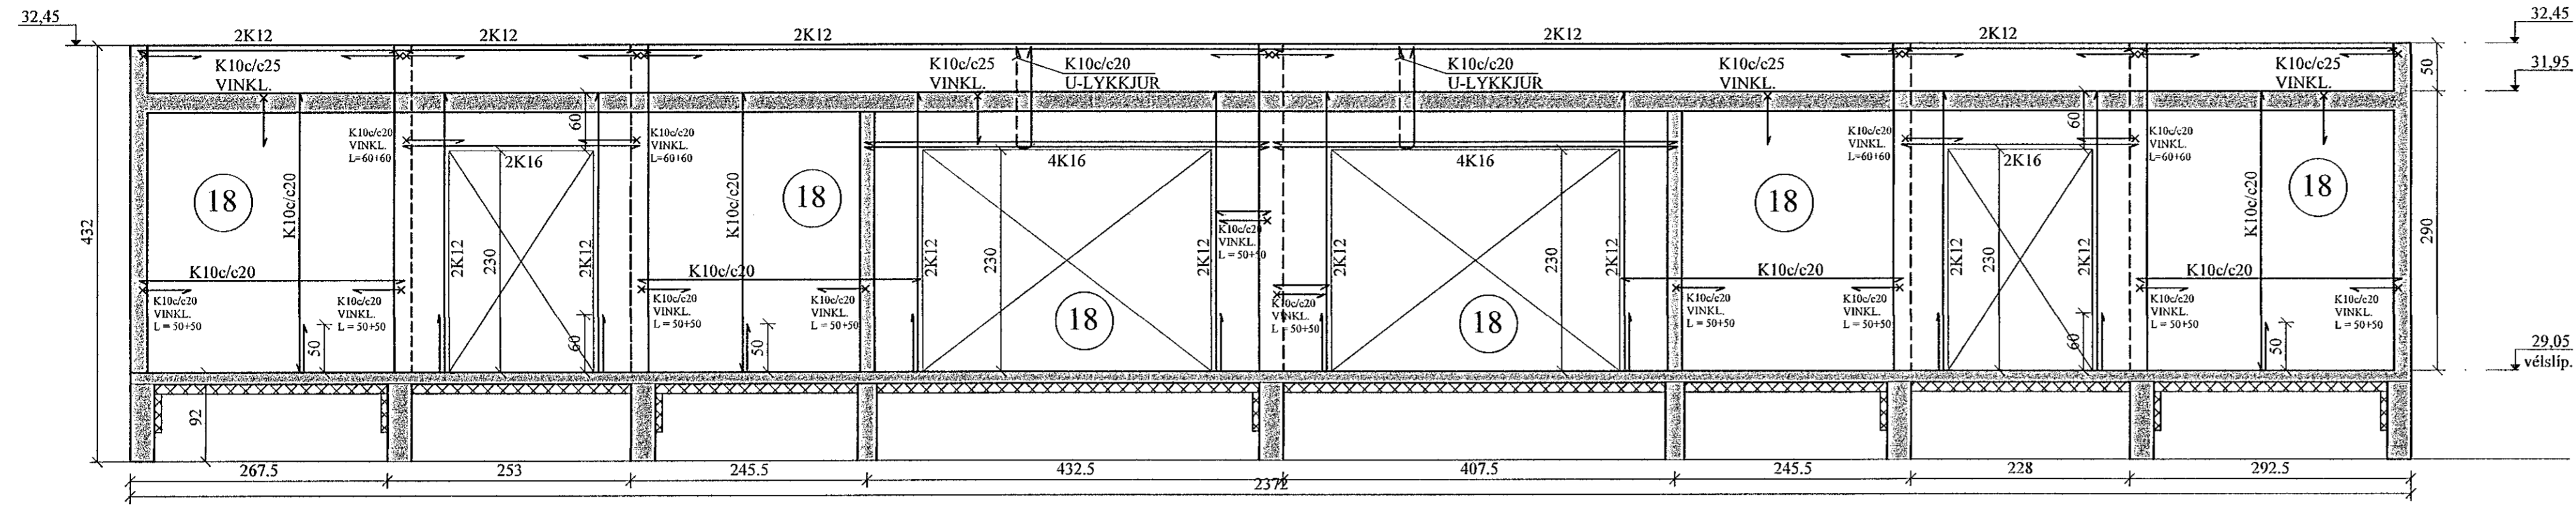 32,45
32,45
2K12
2K12
2K12
2K12
2K12
K10c/c25
VINKL.
K10c/c25
VINKL.
K10c/c20
U-LYKKJUR
K10c/c20
U-LYKKJUR
K10c/c25
VINKL.
K10c/c25
VINKL.
50
31,95
60
60
K10c/c20
VINKL.
L=60+60
K10c/c20
VINKL.
L=60+60
K10c/c20
VINKL.
L=60+60
K10c/c20
VINKL.
L=60+60
2K16
4K16
4K16
2K16
18
18
18
18
K10c/c20
K10c/c20
K10c/c20
432
290
2K12
230
2K12
2K12
230
2K12
2K12
230
2K12
2K12
230
2K12
K10c/c20
VINKL.
L = 50+50
K10c/c20
K10c/c20
K10c/c20
K10c/c20
K10c/c20
VINKL.
L = 50+50
K10c/c20
VINKL.
L = 50+50
K10c/c20
VINKL.
L = 50+50
K10c/c20
VINKL.
L = 50+50
K10c/c20
VINKL.
L = 50+50
K10c/c20
VINKL.
L = 50+50
K10c/c20
VINKL.
L = 50+50
K10c/c20
VINKL.
L = 50+50
K10c/c20
VINKL.
L = 50+50
18
18
50
60
50
60
50
29,05
vélslíp.
92
267.5
253
245.5
432.5
407.5
245.5
228
292.5
2372